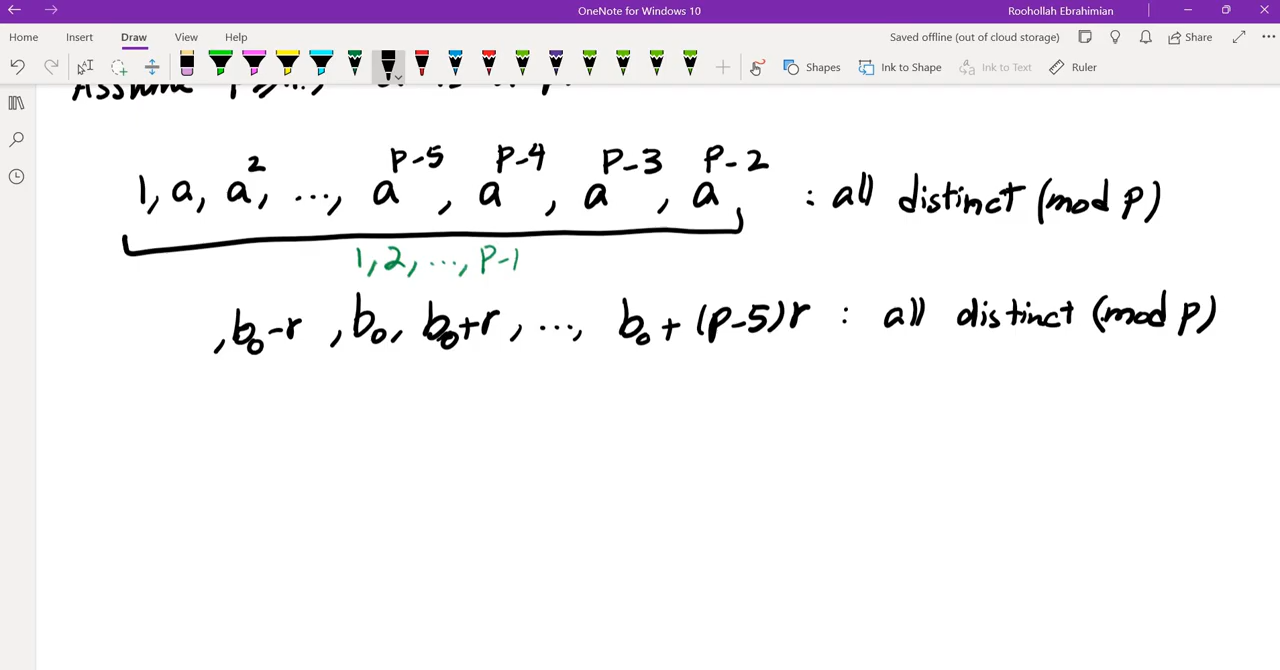 OneNote for Windows 10
Roohollah Ebrahimian
Home Insert Draw View Help
Saved offline (out of cloud storage)
Share
Shapes
Ink to Shape
Ink to Text
Ruler
Assume
1, a, a², ..., a^{p-5}, a^{p-4}, a^{p-3}, a^{p-2}, : all distinct (mod p)
1, 2, ..., p-1
, b₀-r, b₀, b₀+r, ..., b₀+(p-5)r : all distinct (mod p)